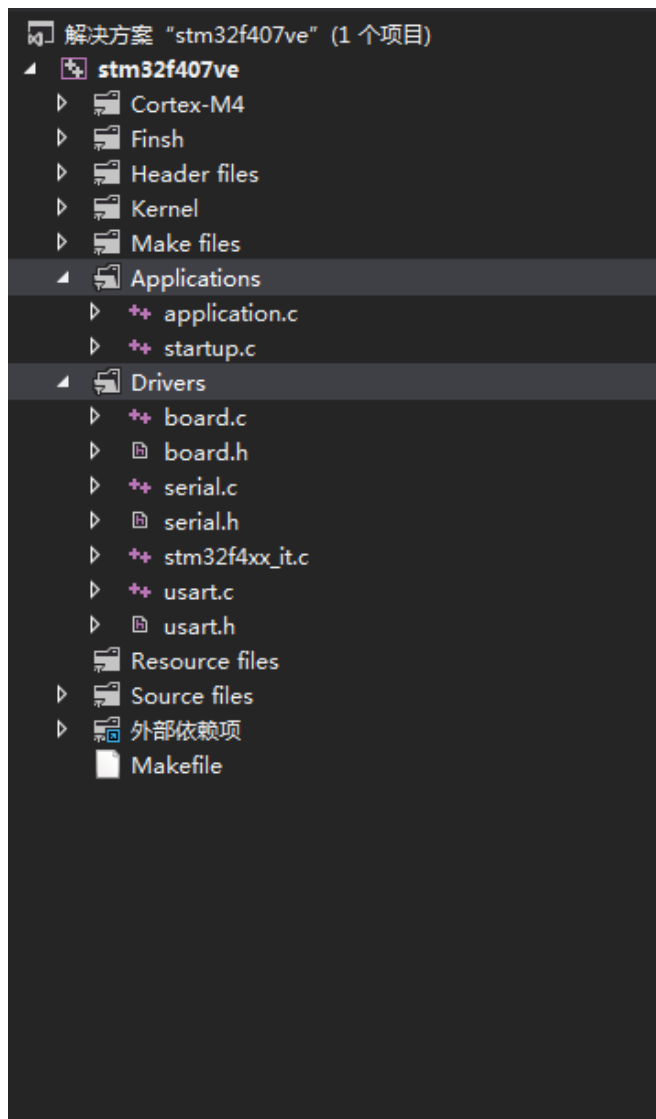 解决方案 “stm32f407ve” (1 个项目)
stm32f407ve
Cortex-M4
Finsh
Header files
Kernel
Make files
Applications
application.c
startup.c
Drivers
board.c
board.h
serial.c
serial.h
stm32f4xx_it.c
usart.c
usart.h
Resource files
Source files
外部依赖项
Makefile